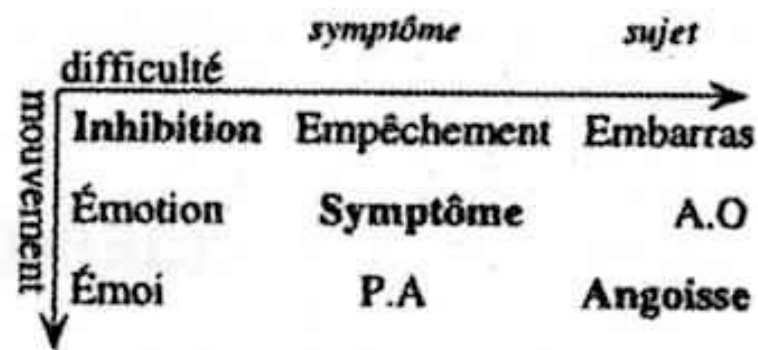 symptôme sujet
difficulté
mouvement
Inhibition Empêchement Embarras
Émotion Symptôme A.O
Émoi P.A Angoisse